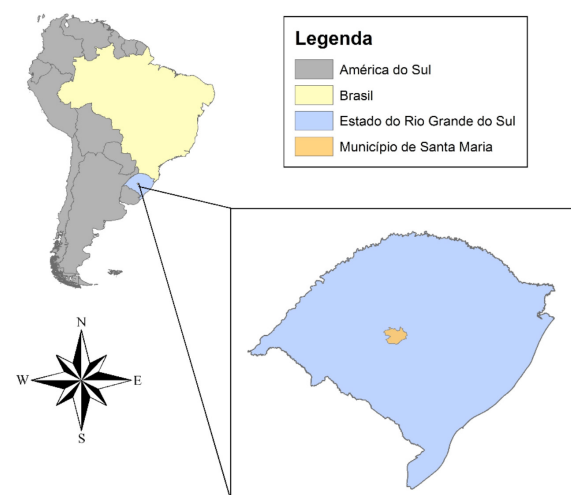 Legenda
América do Sul
Brasil
Estado do Rio Grande do Sul
Município de Santa Maria
N
W
E
S